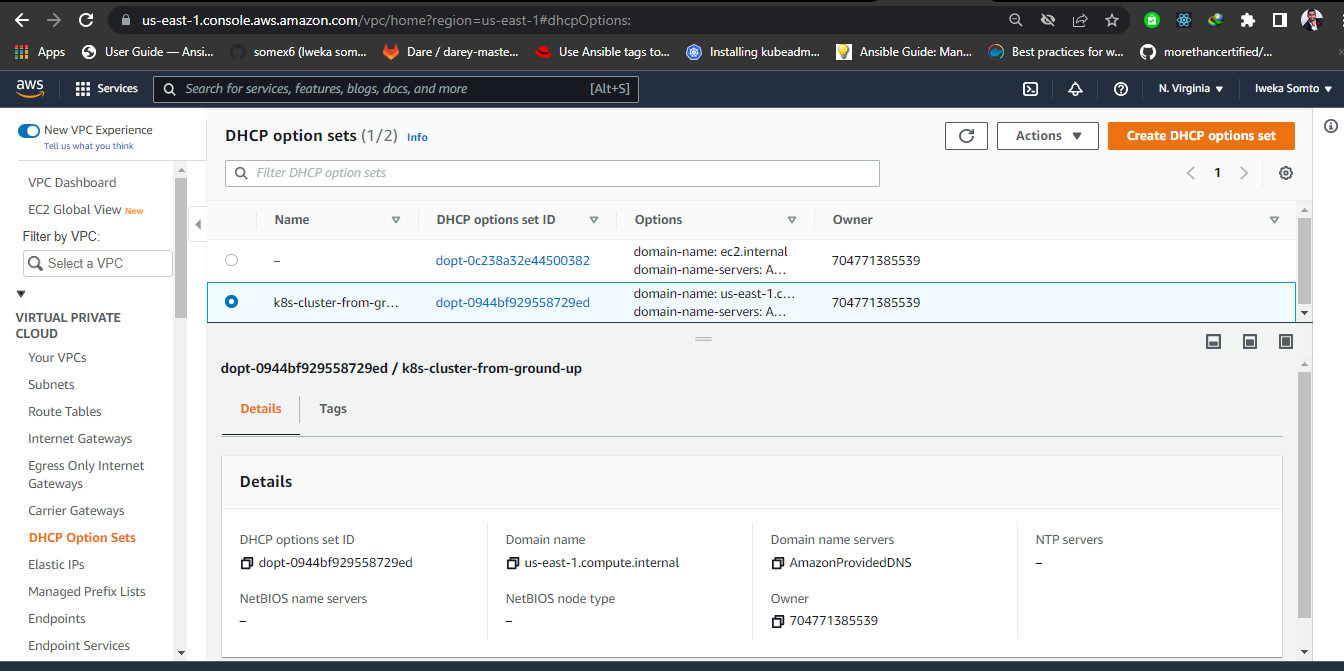 us-east-1.console.aws.amazon.com/vpc/home?region=us-east-1#dhcpOptions:
Apps User Guide — Ansi... somex6 (Iweka som... Dare / darey-maste... Use Ansible tags to... Installing kubeadm... Ansible Guide: Man... Best practices for w... morethancertified/...
aws Services Search for services, features, blogs, docs, and more [Alt+S] N. Virginia ▼ Iweka Somto ▼
New VPC Experience
Tell us what you think
VPC Dashboard
EC2 Global View New
Filter by VPC:
Select a VPC
VIRTUAL PRIVATE
CLOUD
Your VPCs
Subnets
Route Tables
Internet Gateways
Egress Only Internet
Gateways
Carrier Gateways
DHCP Option Sets
Elastic IPs
Managed Prefix Lists
Endpoints
Endpoint Services
DHCP option sets (1/2) Info
Actions ▼ Create DHCP options set
Filter DHCP option sets
1
Name DHCP options set ID Options Owner
– dopt-0c238a32e44500382 domain-name: ec2.internal 704771385539
domain-name-servers: A...
k8s-cluster-from-gr... dopt-0944bf929558729ed domain-name: us-east-1.c... 704771385539
domain-name-servers: A...
dopt-0944bf929558729ed / k8s-cluster-from-ground-up
Details Tags
Details
DHCP options set ID Domain name Domain name servers NTP servers
dopt-0944bf929558729ed us-east-1.compute.internal AmazonProvidedDNS –
NetBIOS name servers NetBIOS node type Owner
– – 704771385539